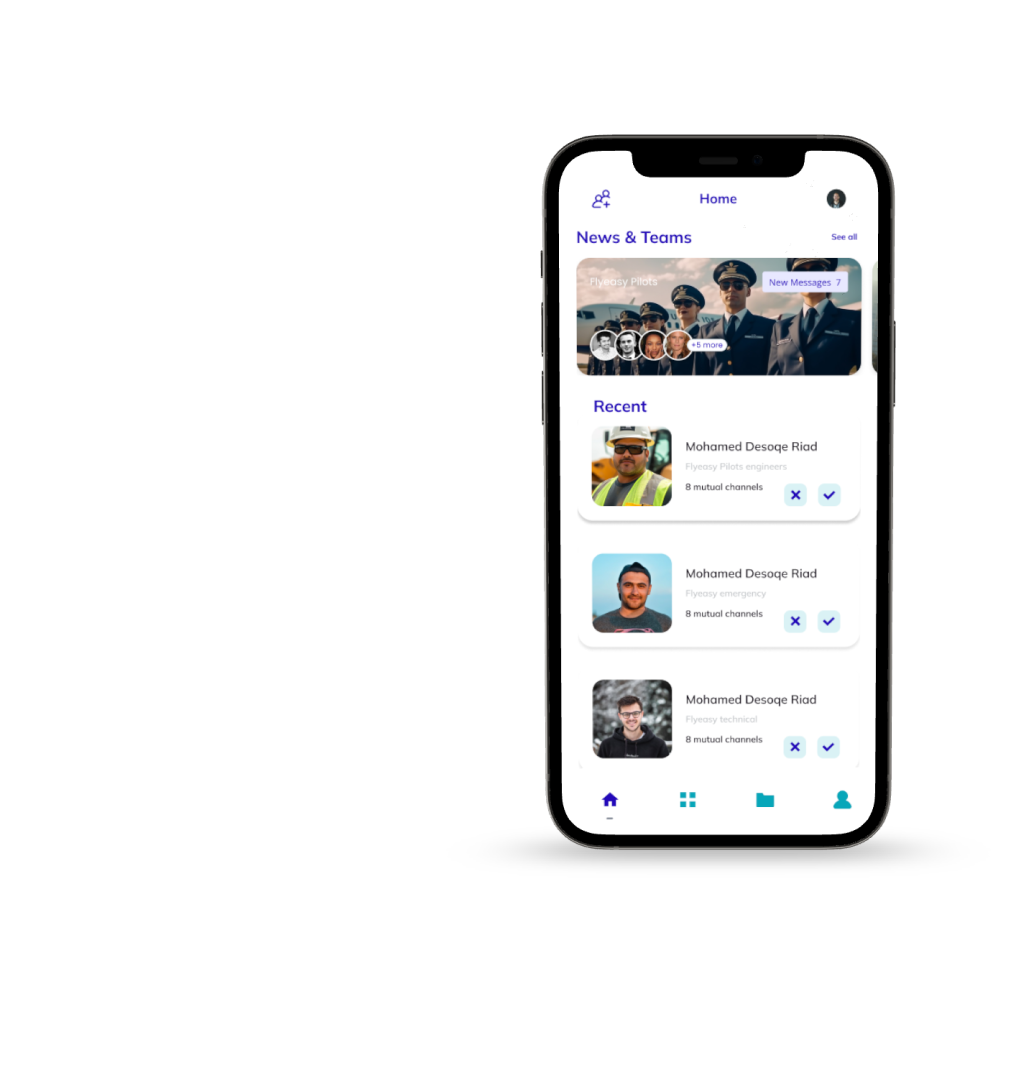 Home
News & Teams
See all
Flyeasy Pilots
New Messages 7
+5 more
Recent
Mohamed Desoqe Riad
Flyeasy Pilots engineers
8 mutual channels
Mohamed Desoqe Riad
Flyeasy emergency
8 mutual channels
Mohamed Desoqe Riad
Flyeasy technical
8 mutual channels